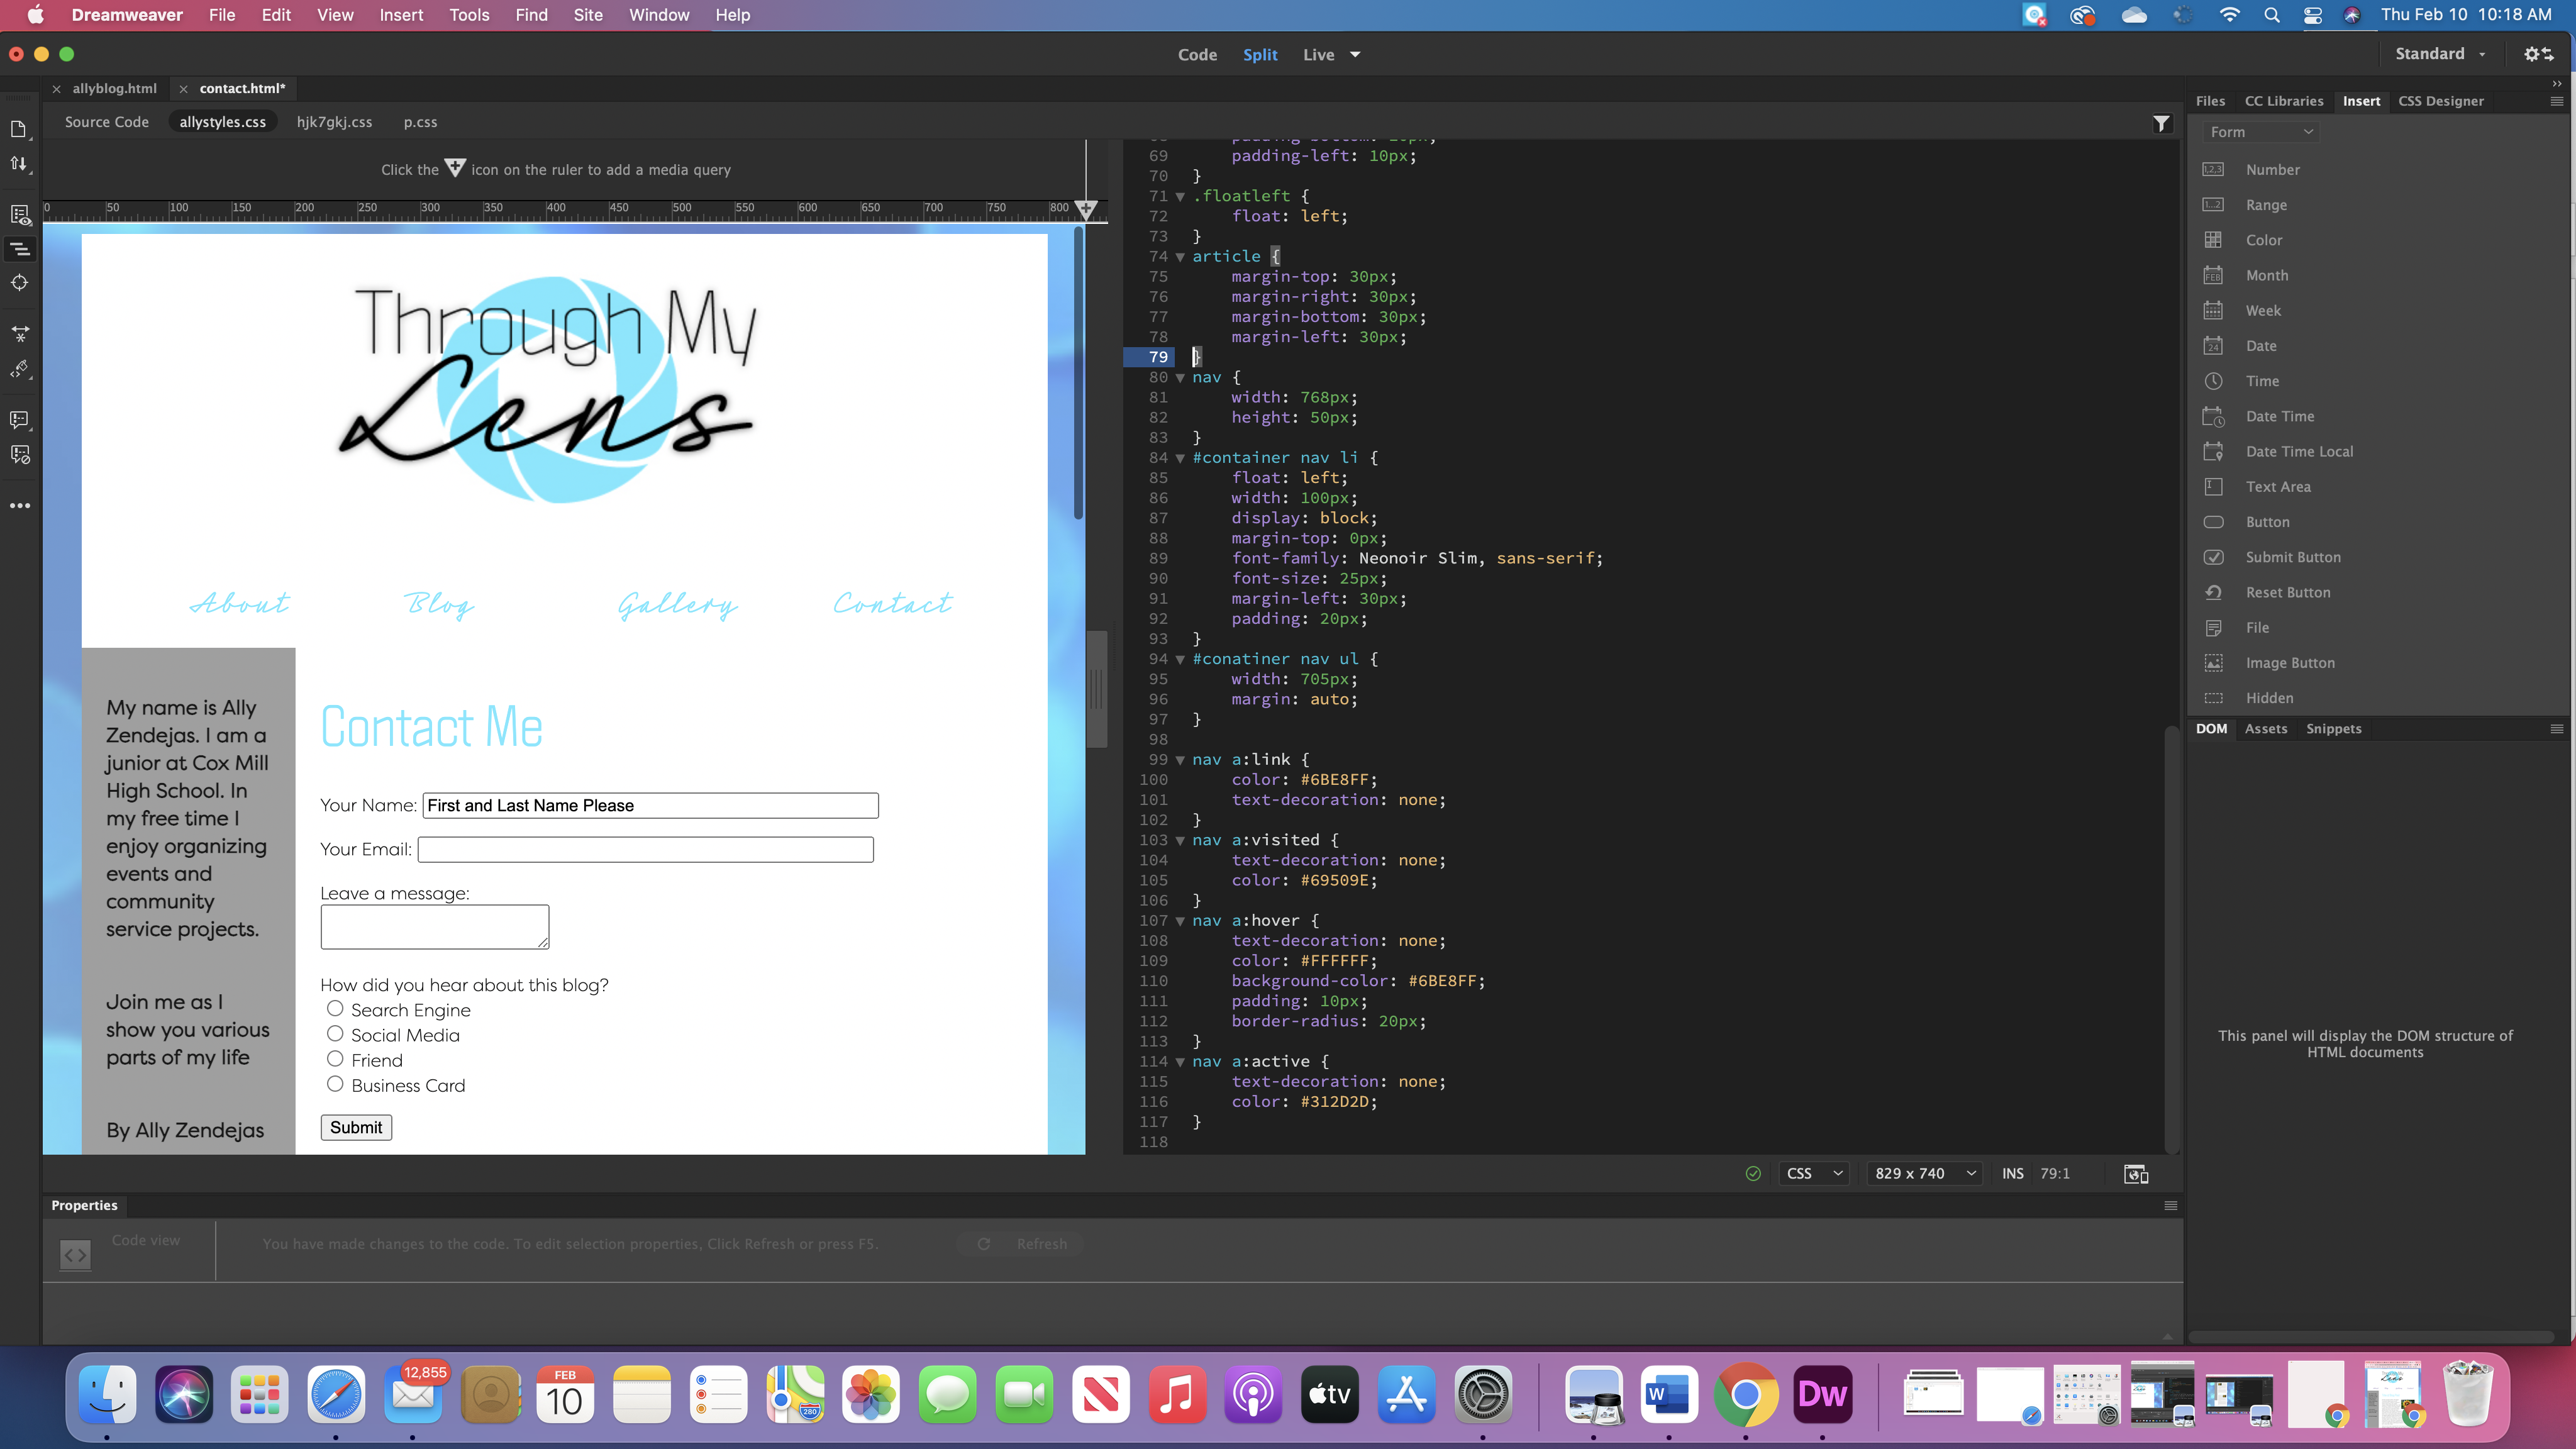 Dreamweaver File Edit View Insert Tools Find Site Window Help
Thu Feb 10 10:18 AM
Code Split Live
Standard
allyblog.html contact.html*
Source Code allystyles.css hjk7gkj.css p.css
Click the icon on the ruler to add a media query
0 50 100 150 200 250 300 350 400 450 500 550 600 650 700 750 800
Through My
Lens
About Blog Gallery Contact
My name is Ally
Zendejas. I am a
junior at Cox Mill
High School. In
my free time I
enjoy organizing
events and
community
service projects.
Join me as I
show you various
parts of my life
By Ally Zendejas
Contact Me
Your Name: First and Last Name Please
Your Email:
Leave a message:
How did you hear about this blog?
Search Engine
Social Media
Friend
Business Card
Submit
69 padding-left: 10px;
70 }
71 .floatleft {
72 float: left;
73 }
74 article {
75 margin-top: 30px;
76 margin-right: 30px;
77 margin-bottom: 30px;
78 margin-left: 30px;
79 }
80 nav {
81 width: 768px;
82 height: 50px;
83 }
84 #container nav li {
85 float: left;
86 width: 100px;
87 display: block;
88 margin-top: 0px;
89 font-family: Neonoir Slim, sans-serif;
90 font-size: 25px;
91 margin-left: 30px;
92 padding: 20px;
93 }
94 #conatiner nav ul {
95 width: 705px;
96 margin: auto;
97 }
98
99 nav a:link {
100 color: #6BE8FF;
101 text-decoration: none;
102 }
103 nav a:visited {
104 text-decoration: none;
105 color: #69509E;
106 }
107 nav a:hover {
108 text-decoration: none;
109 color: #FFFFFF;
110 background-color: #6BE8FF;
111 padding: 10px;
112 border-radius: 20px;
113 }
114 nav a:active {
115 text-decoration: none;
116 color: #312D2D;
117 }
118
CSS 829 x 740 INS 79:1
Files CC Libraries Insert CSS Designer
Form
Number
Range
Color
Month
Week
Date
Time
Date Time
Date Time Local
Text Area
Button
Submit Button
Reset Button
File
Image Button
Hidden
DOM Assets Snippets
This panel will display the DOM structure of
HTML documents
Properties
Code view
You have made changes to the code. To edit selection properties, Click Refresh or press F5.
Refresh
12,855
FEB
10
280
tv
W
Dw